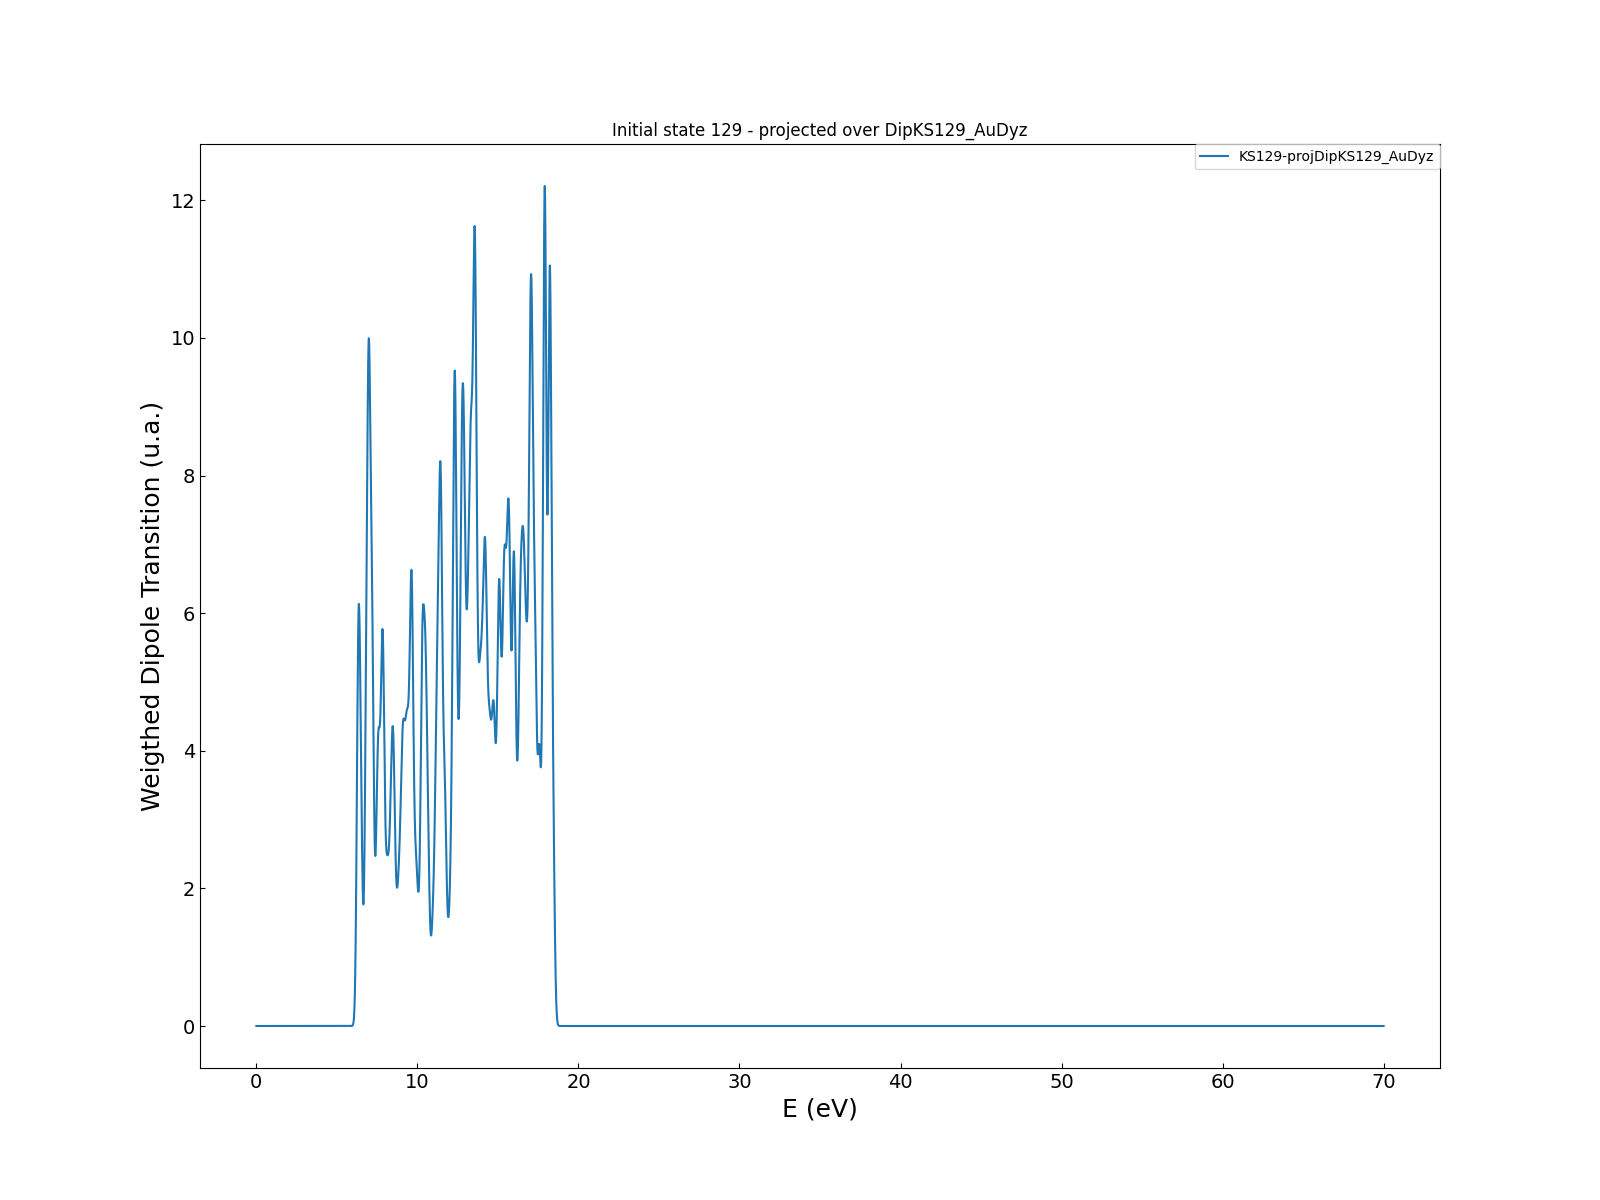 Initial state 129 - projected over DipKS129_AuDyz
KS129-projDipKS129_AuDyz
Weigthed Dipole Transition (u.a.)
12
10
8
6
4
2
0
0 10 20 30 40 50 60 70
E (eV)